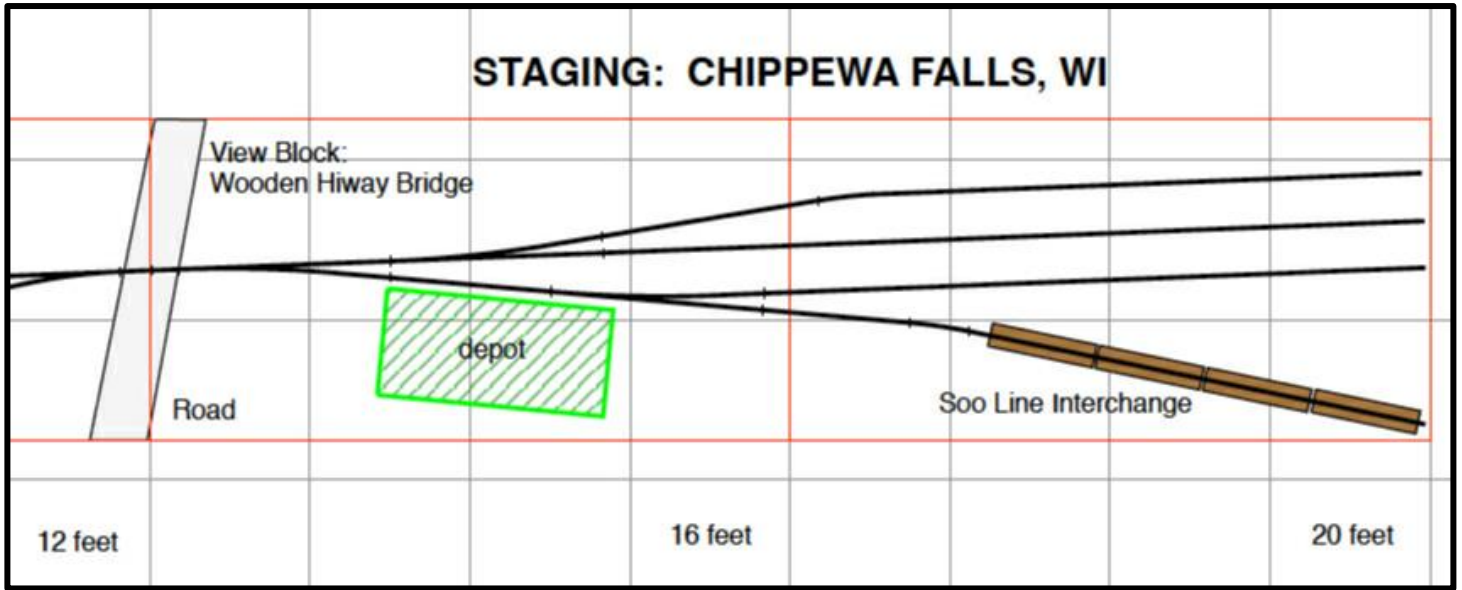 STAGING:  CHIPPEWA FALLS, WI
View Block:
Wooden Hiway Bridge
depot
Road
Soo Line Interchange
12 feet
16 feet
20 feet